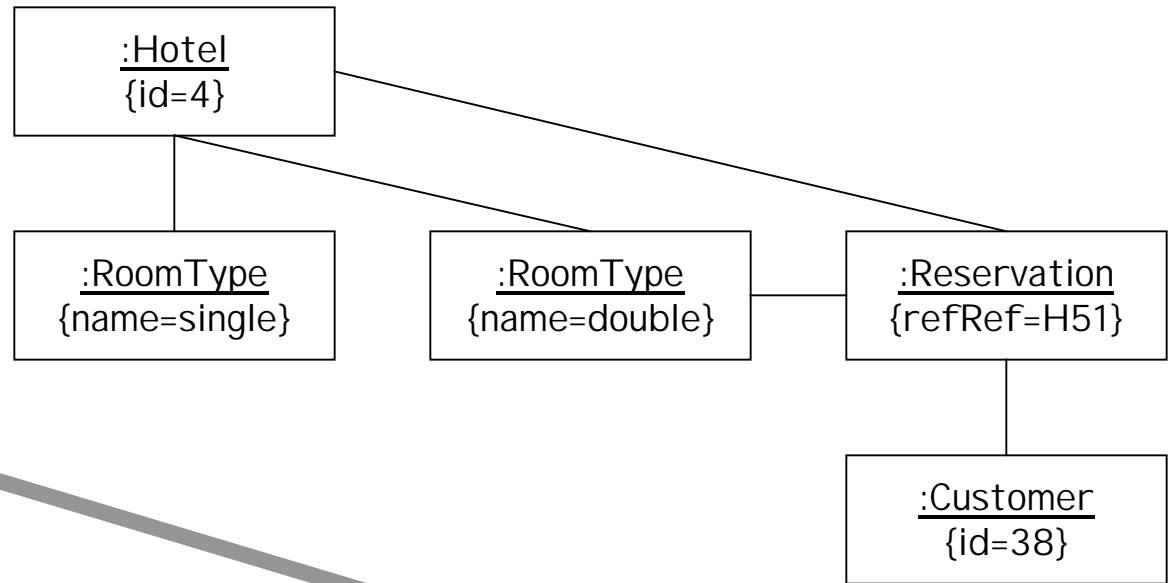 :Hotel
{id=4}
:RoomType
{name=single}
:RoomType
{name=double}
:Reservation
{refRef=H51}
:Customer
{id=38}